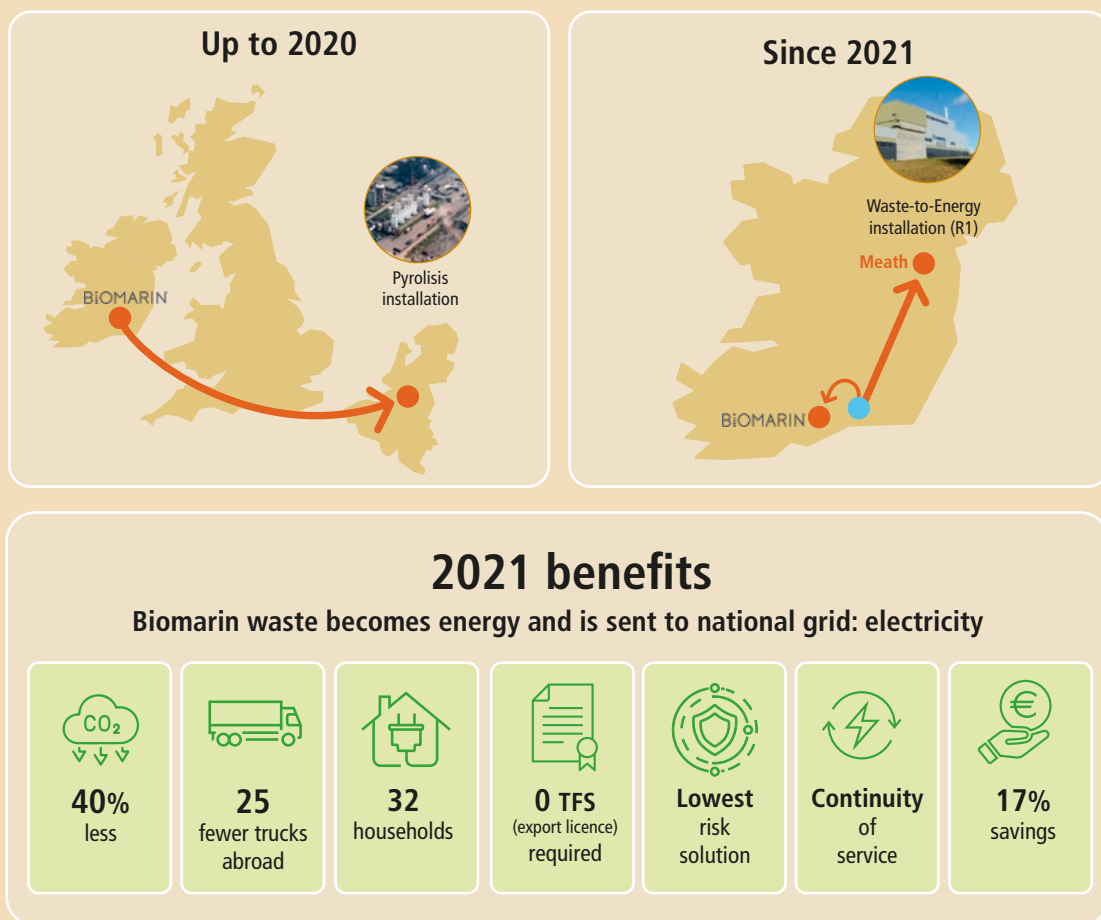 Up to 2020
Pyrolisis
installation
BiOMARIN
Since 2021
Waste-to-Energy
installation (R1)
Meath
BiOMARIN
2021 benefits
Biomarin waste becomes energy and is sent to national grid: electricity
CO₂
40%
less
25
fewer trucks
abroad
32
households
0 TFS
(export licence)
required
Lowest
risk
solution
Continuity
of
service
€
17%
savings